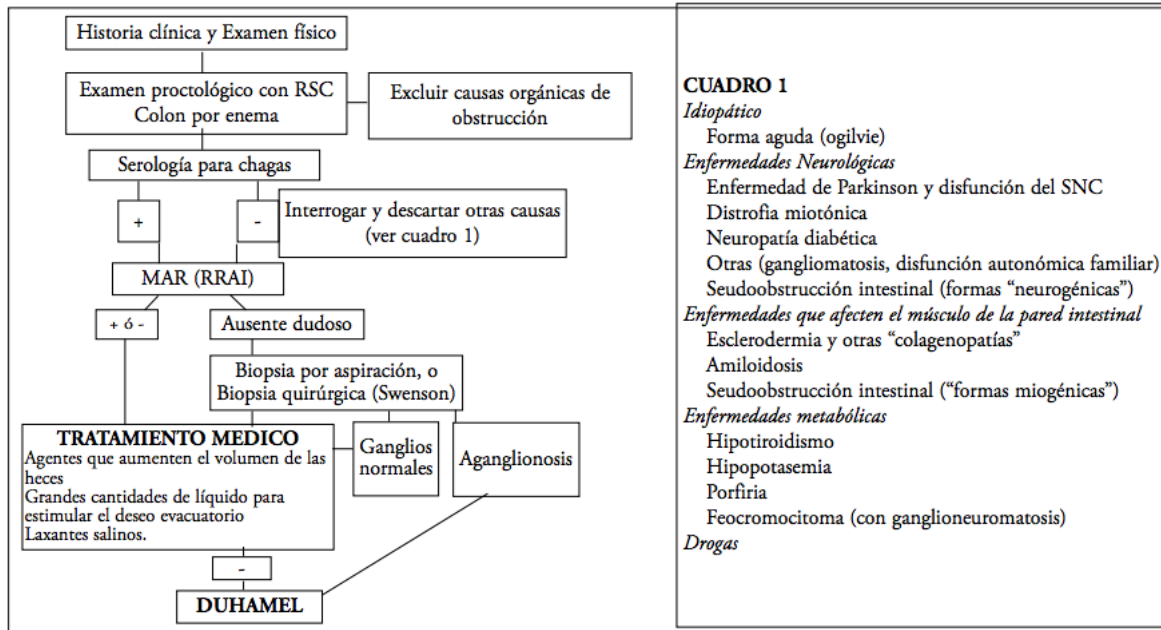 Historia clínica y Examen físico
Examen proctológico con RSC
Colon por enema
Excluir causas orgánicas de
obstrucción
Serología para chagas
+
-
Interrogar y descartar otras causas
(ver cuadro 1)
MAR (RRAI)
+ ó -
Ausente dudoso
Biopsia por aspiración, o
Biopsia quirúrgica (Swenson)
TRATAMIENTO MEDICO
Agentes que aumenten el volumen de las
heces
Grandes cantidades de líquido para
estimular el deseo evacuatorio
Laxantes salinos.
Ganglios
normales
Aganglionosis
-
DUHAMEL
CUADRO 1
Idiopático
Forma aguda (ogilvie)
Enfermedades Neurológicas
Enfermedad de Parkinson y disfunción del SNC
Distrofia miotónica
Neuropatía diabética
Otras (gangliomatosis, disfunción autonómica familiar)
Seudoobstrucción intestinal (formas “neurogénicas”)
Enfermedades que afecten el músculo de la pared intestinal
Esclerodermia y otras “colagenopatías”
Amiloidosis
Seudoobstrucción intestinal (“formas miogénicas”)
Enfermedades metabólicas
Hipotiroidismo
Hipopotasemia
Porfiria
Feocromocitoma (con ganglioneuromatosis)
Drogas